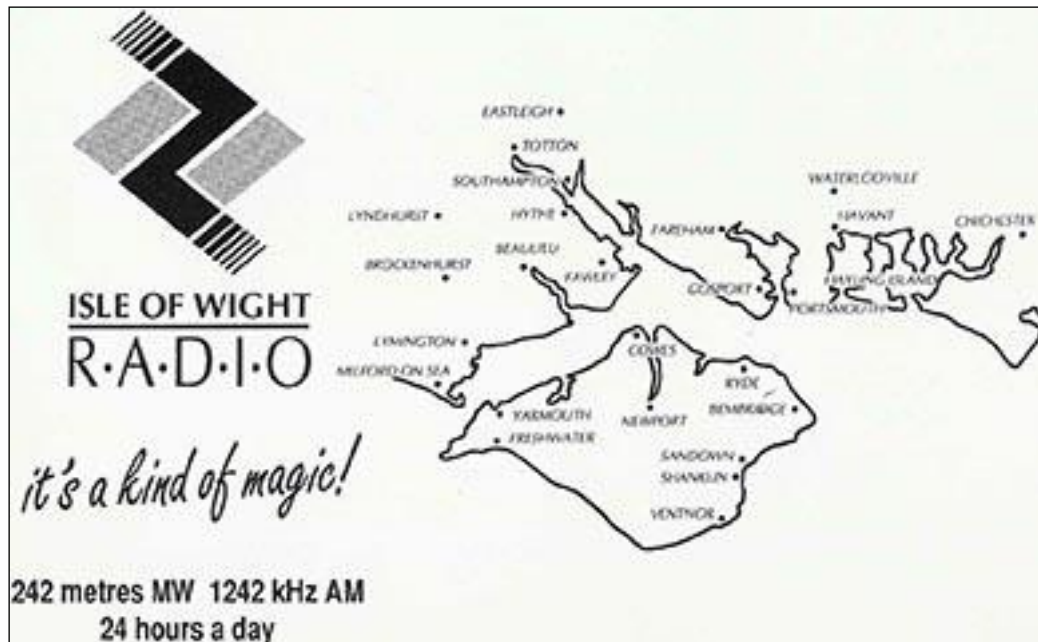 ISLE OF WIGHT
R·A·D·I·O
it's a kind of magic!
242 metres MW 1242 kHz AM
24 hours a day
EASTLEIGH
TOTTON
SOUTHAMPTON
WATERLOOVILLE
LYNDHURST
HYTHE
FAREHAM
HAVANT
CHICHESTER
BEAULIEU
BROCKENHURST
FAWLEY
GOSPORT
HAYLING ISLAND
PORTSMOUTH
LYMINGTON
COWES
MILFORD ON SEA
RYDE
YARMOUTH
NEWPORT
BEMBRIDGE
FRESHWATER
SANDOWN
SHANKLIN
VENTNOR